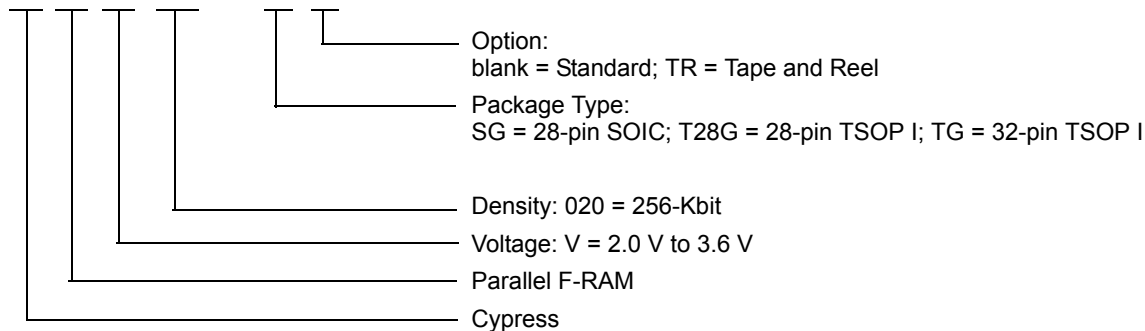 Option:
blank = Standard; TR = Tape and Reel
Package Type:
SG = 28-pin SOIC; T28G = 28-pin TSOP I; TG = 32-pin TSOP I
Density: 020 = 256-Kbit
Voltage: V = 2.0 V to 3.6 V
Parallel F-RAM
Cypress